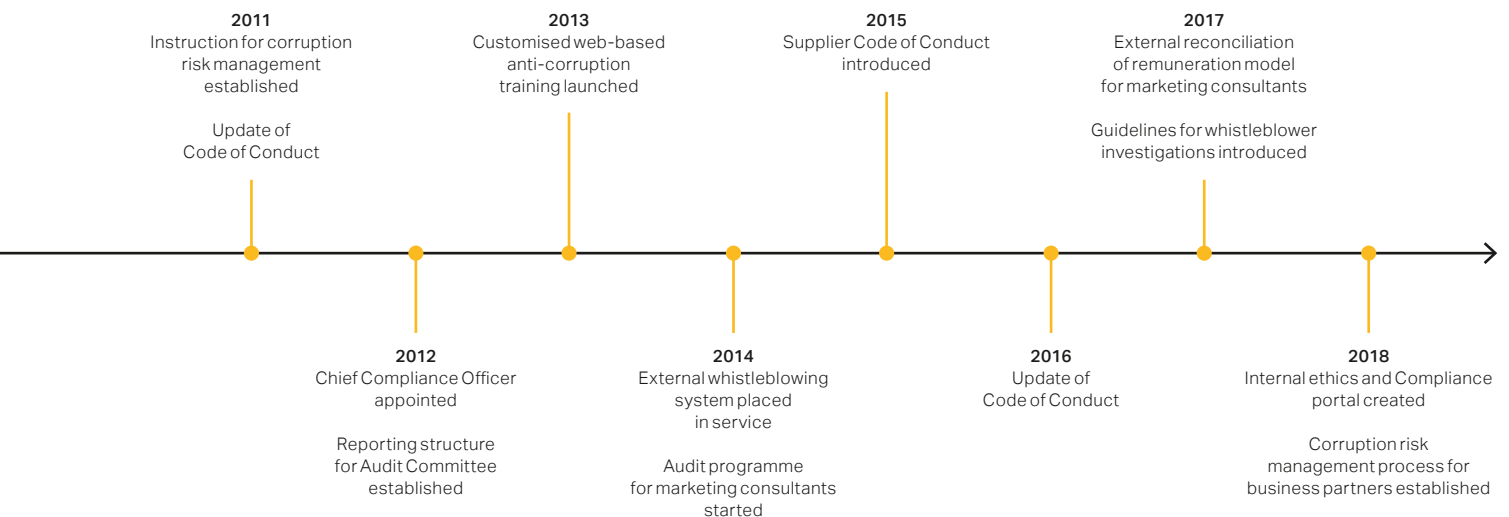 2011
Instruction for corruption
risk management
established
Update of
Code of Conduct
2013
Customised web-based
anti-corruption
training launched
2015
Supplier Code of Conduct
introduced
2017
External reconciliation
of remuneration model
for marketing consultants
Guidelines for whistleblower
investigations introduced
2012
Chief Compliance Officer
appointed
Reporting structure
for Audit Committee
established
2014
External whistleblowing
system placed
in service
Audit programme
for marketing consultants
started
2016
Update of
Code of Conduct
2018
Internal ethics and Compliance
portal created
Corruption risk
management process for
business partners established